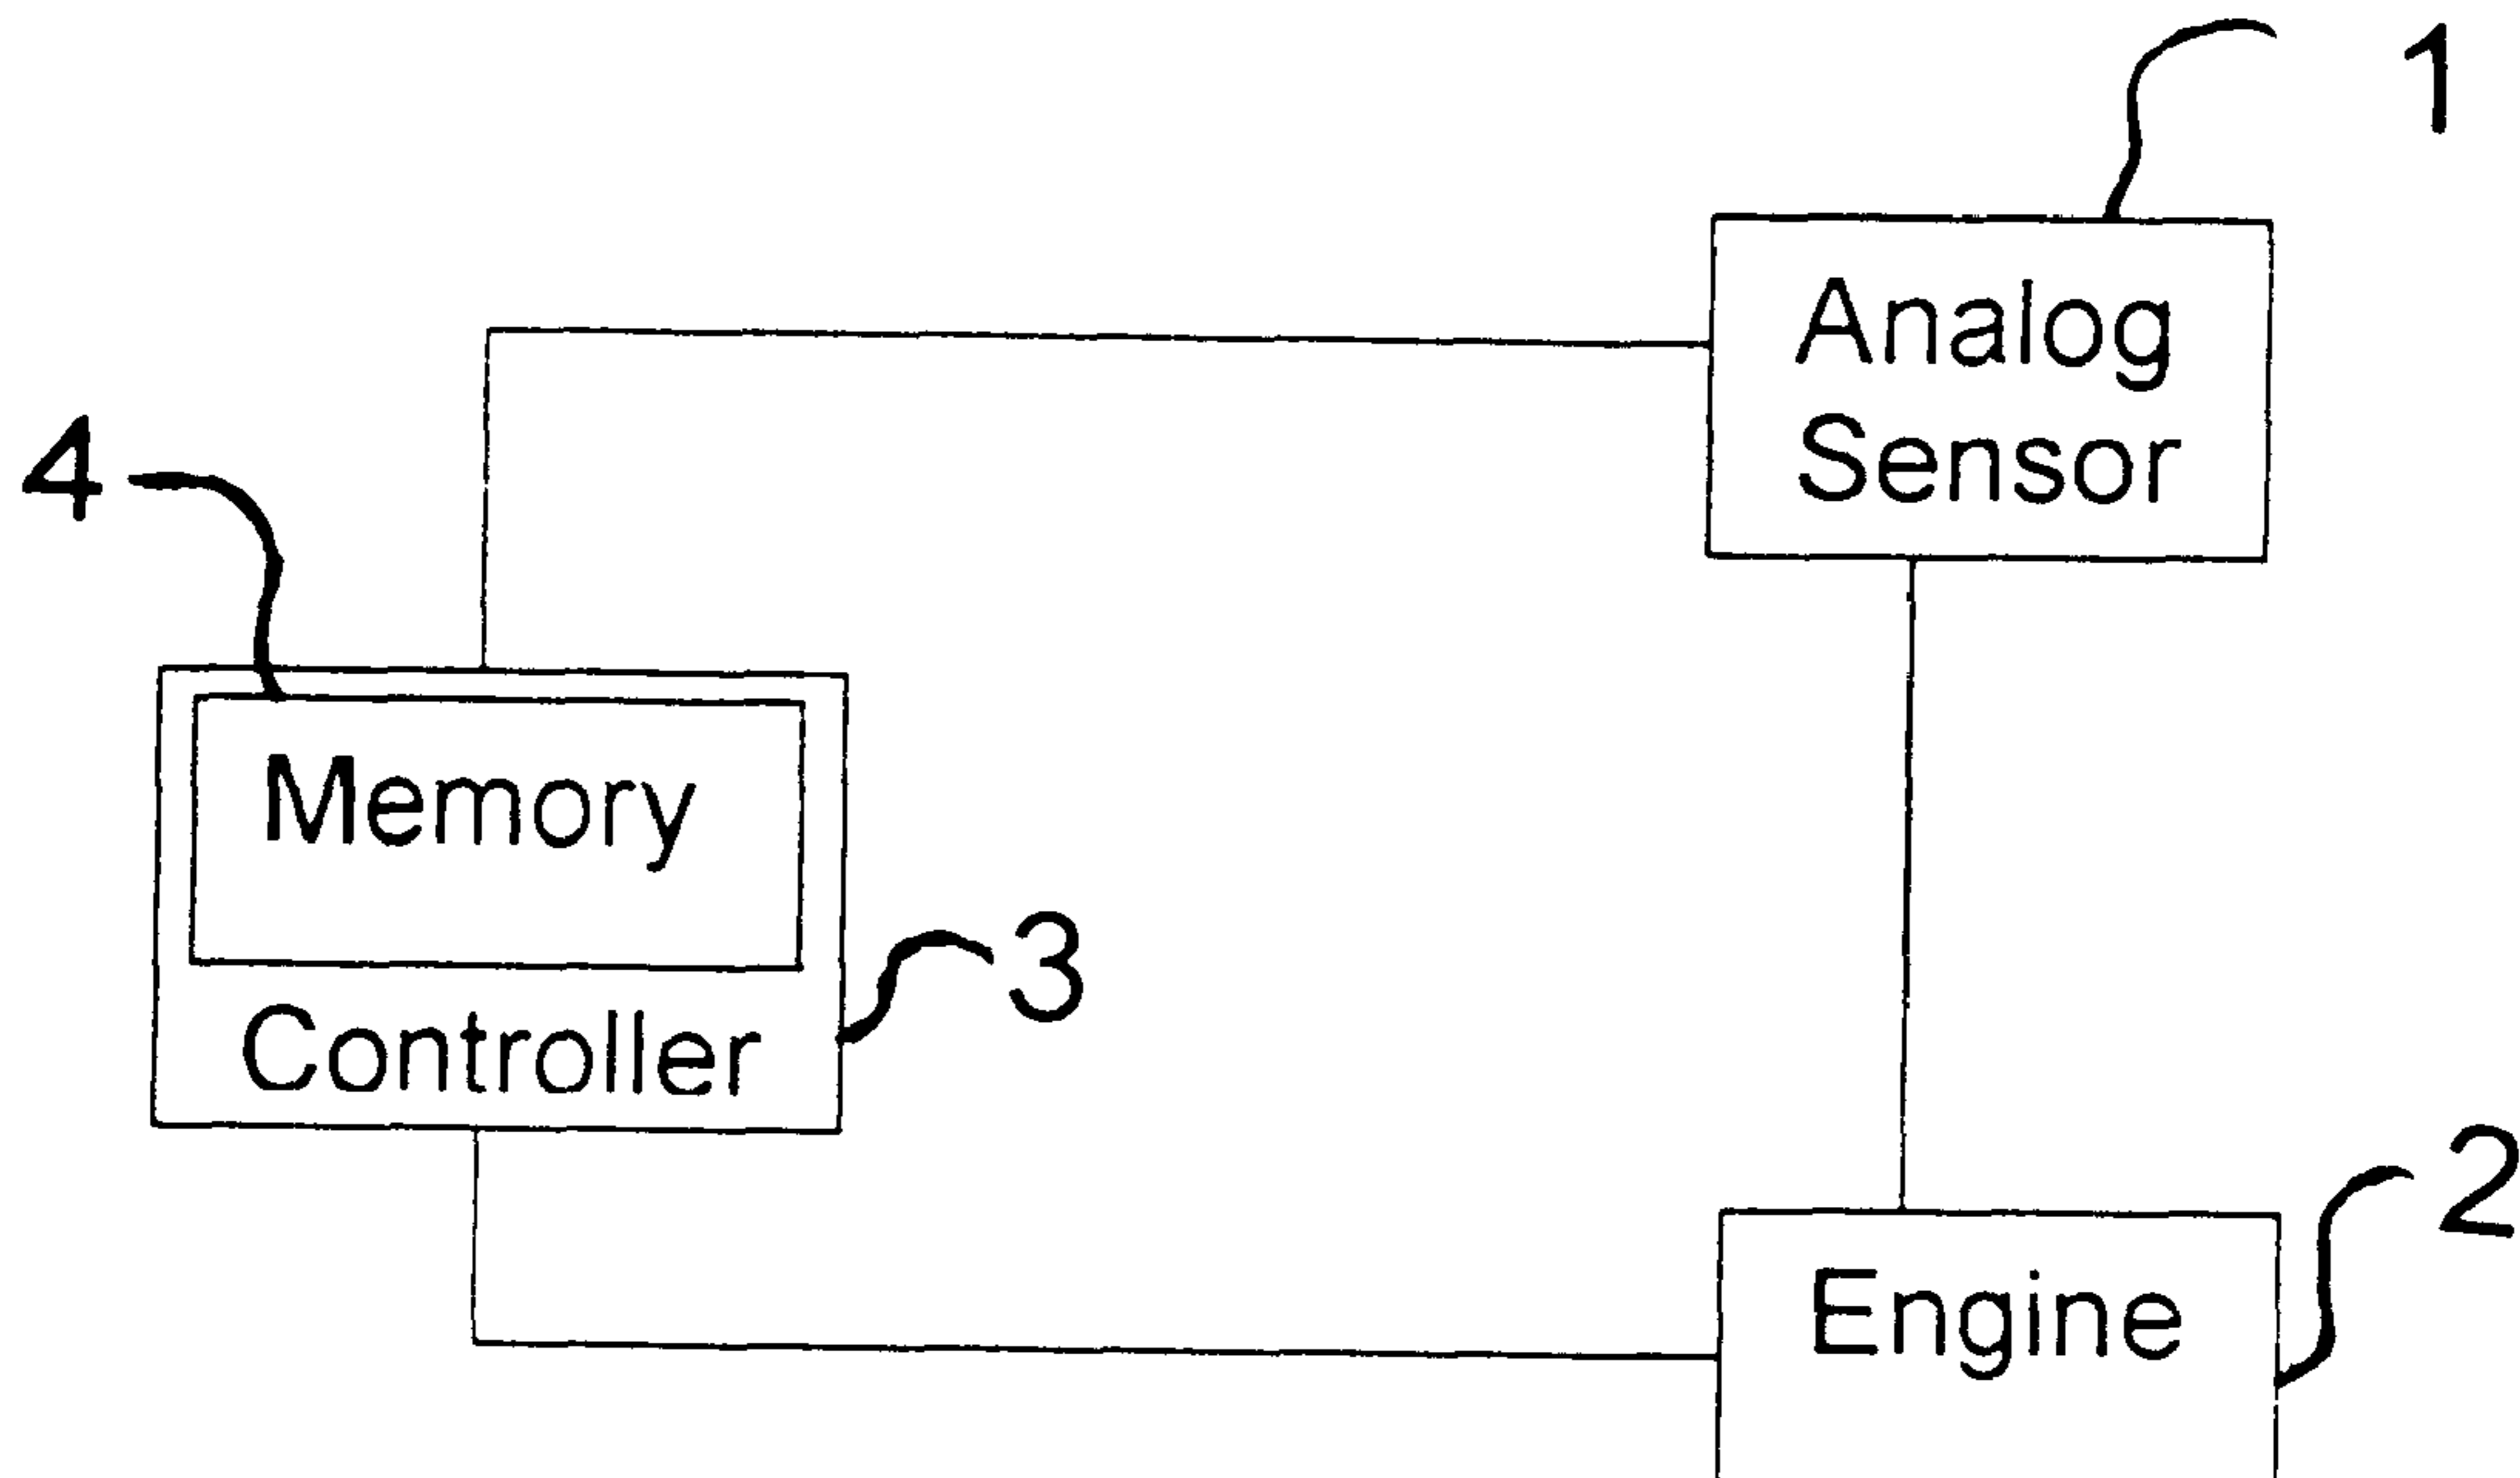 1
Analog
Sensor
4
Memory
3
Controller
2
Engine